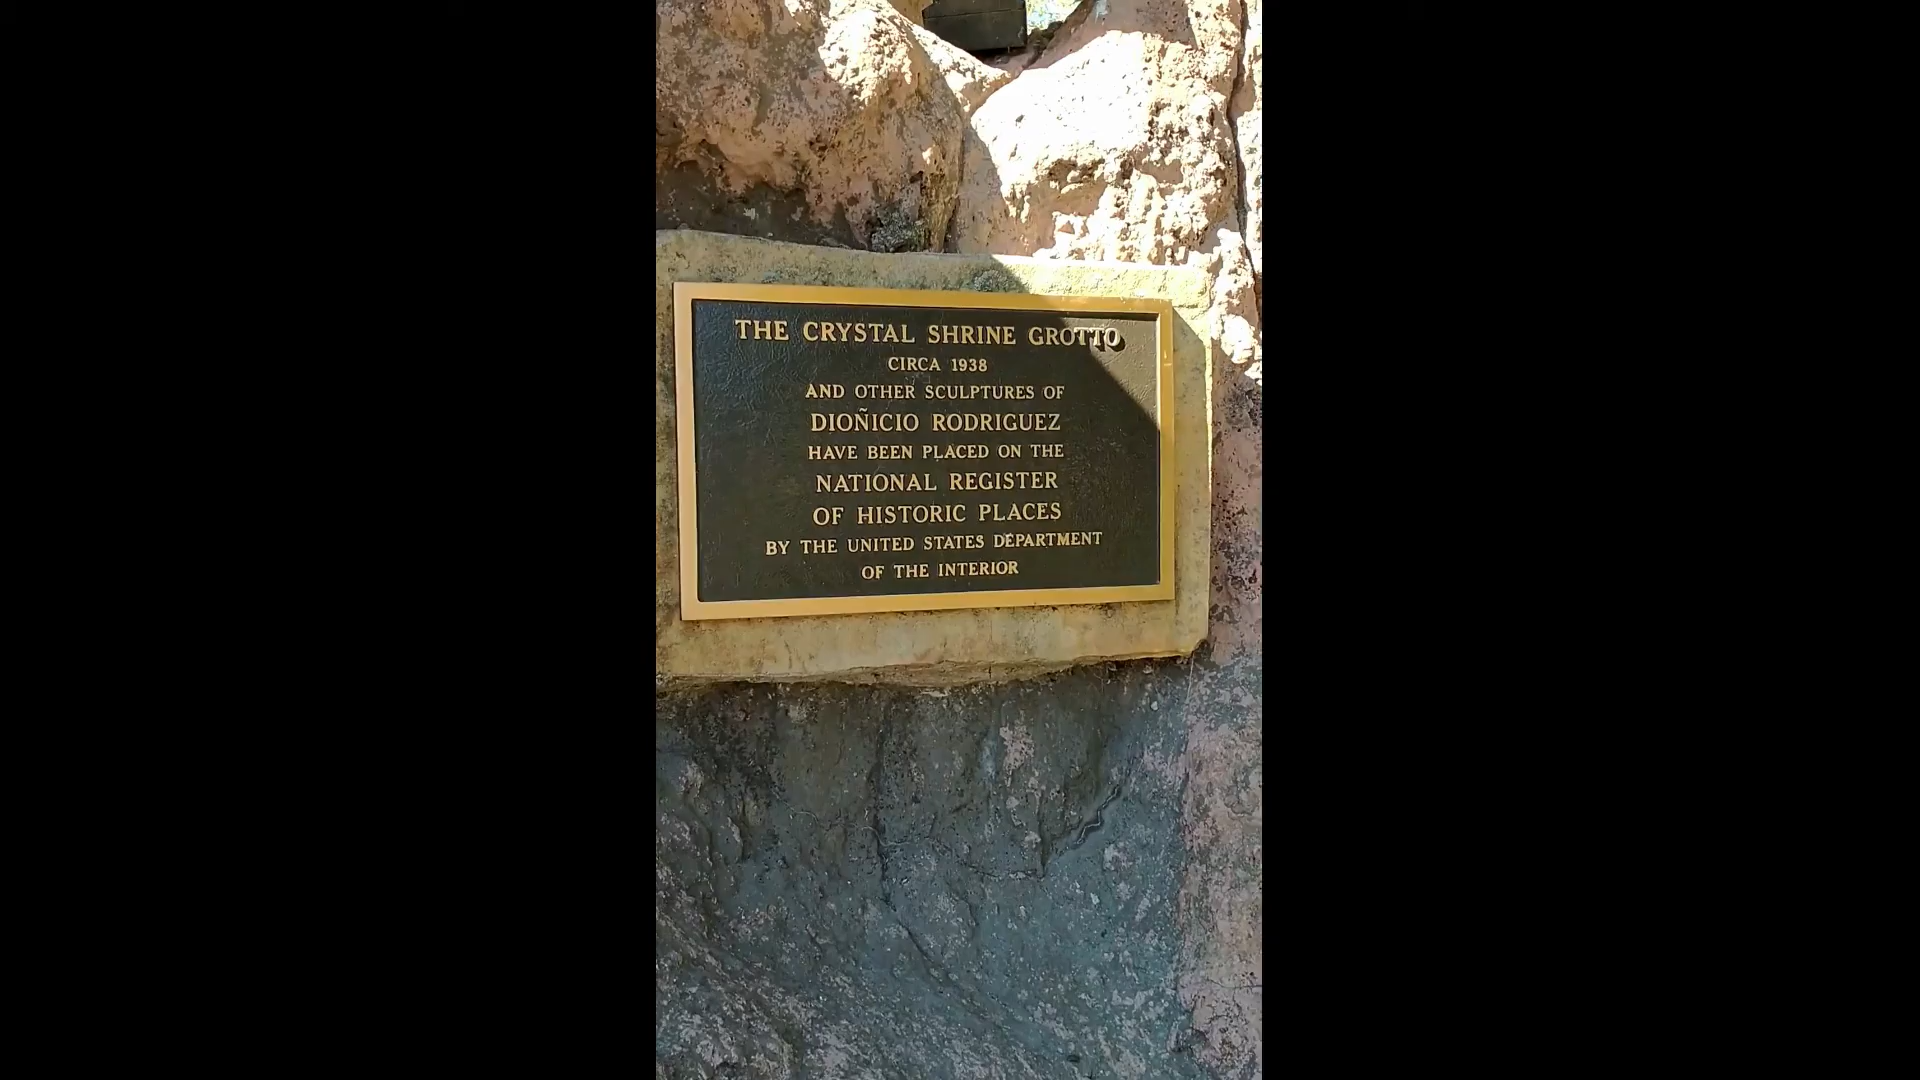 THE CRYSTAL SHRINE GROTTO
CIRCA 1938
AND OTHER SCULPTURES OF
DIOÑICIO RODRIGUEZ
HAVE BEEN PLACED ON THE
NATIONAL REGISTER
OF HISTORIC PLACES
BY THE UNITED STATES DEPARTMENT
OF THE INTERIOR